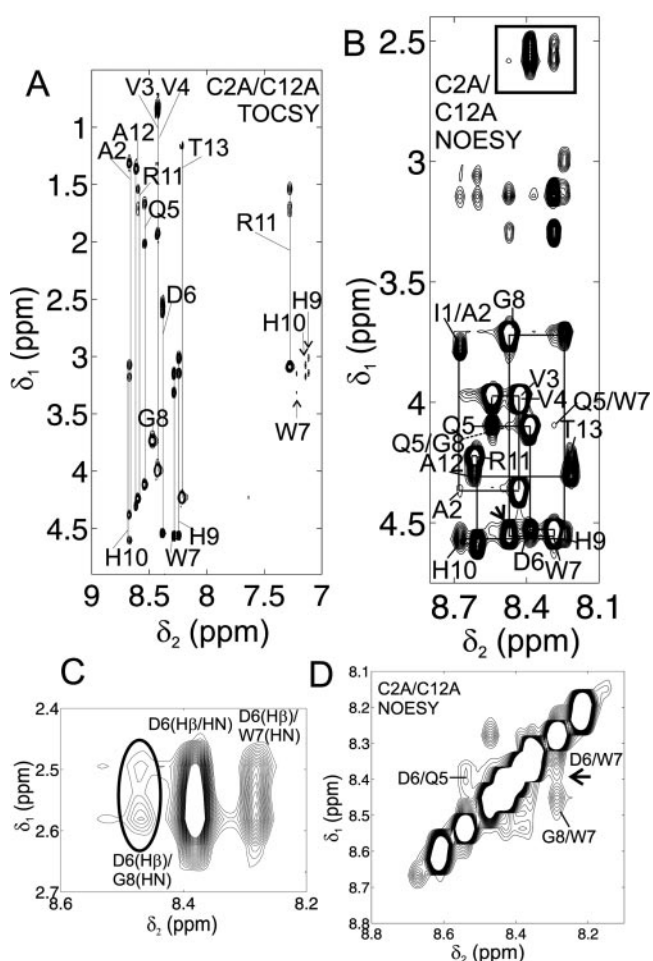 A
V3 V4
C2A/C12A
TOCSY
A12
A2
R11
T13
Q5
R11
D6
H9
H10
G8
W7
H10
W7
H9
1
1.5
2
2.5
3
3.5
4
4.5
δ1 (ppm)
9 8.5 8 7.5 7
δ2 (ppm)
B
C2A/
C12A
NOESY
2.5
3
3.5
4
4.5
δ1 (ppm)
I1/A2
G8
V3
V4
Q5
Q5/W7
Q5/G8
T13
R11
A12
A2
H10
D6
W7
H9
8.7 8.4 8.1
δ2 (ppm)
C
D6(Hβ/HN)
D6(Hβ)/
W7(HN)
D6(Hβ)/
G8(HN)
2.4
2.5
2.6
2.7
δ1 (ppm)
8.6 8.4 8.2
δ2 (ppm)
D
C2A/C12A
NOESY
D6/Q5
D6/W7
G8/W7
8.1
8.2
8.3
8.4
8.5
8.6
8.7
8.8
δ1 (ppm)
8.8 8.6 8.4 8.2
δ2 (ppm)